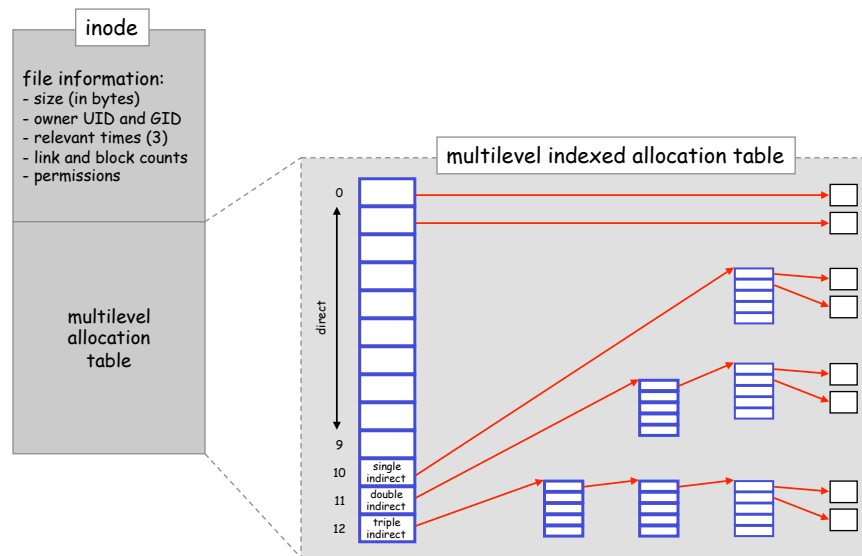 inode
file information:
- size (in bytes)
- owner UID and GID
- relevant times (3)
- link and block counts
- permissions
multilevel
allocation
table
multilevel indexed allocation table
0
direct
9
10
single
indirect
11
double
indirect
12
triple
indirect